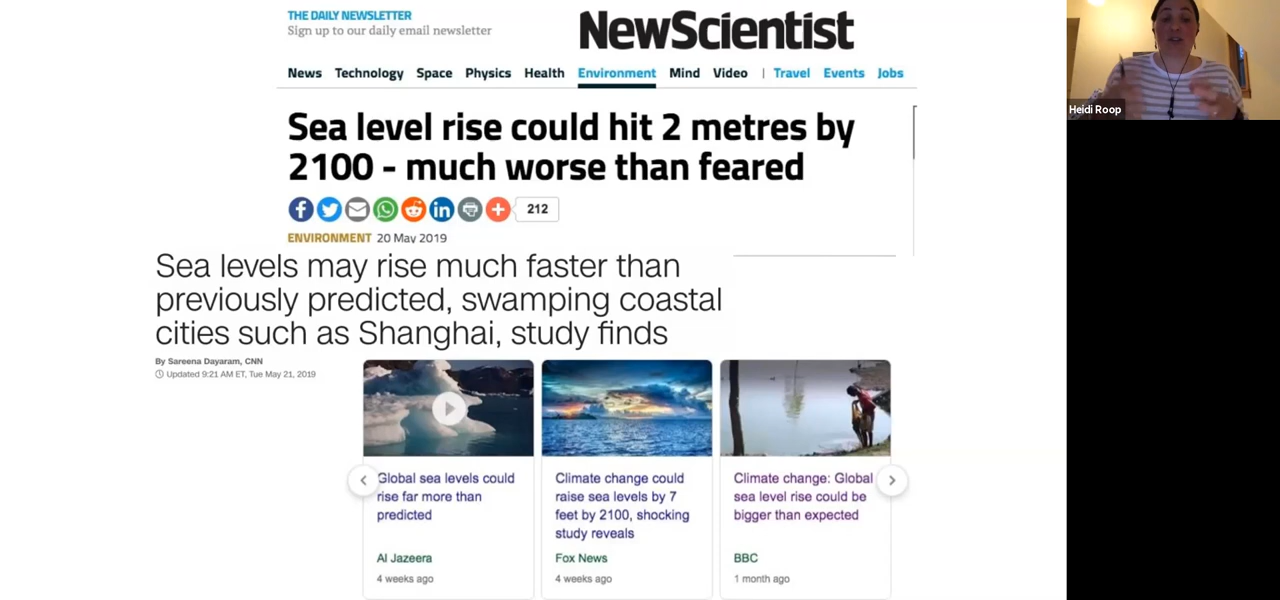 THE DAILY NEWSLETTER
Sign up to our daily email newsletter
NewScientist
News Technology Space Physics Health Environment Mind Video | Travel Events Jobs
Sea level rise could hit 2 metres by
2100 - much worse than feared
212
ENVIRONMENT 20 May 2019
Sea levels may rise much faster than
previously predicted, swamping coastal
cities such as Shanghai, study finds
By Sareena Dayaram, CNN
Updated 9:21 AM ET, Tue May 21, 2019
Global sea levels could
rise far more than
predicted
Al Jazeera
4 weeks ago
Climate change could
raise sea levels by 7
feet by 2100, shocking
study reveals
Fox News
4 weeks ago
Climate change: Global
sea level rise could be
bigger than expected
BBC
1 month ago
Heidi Roop